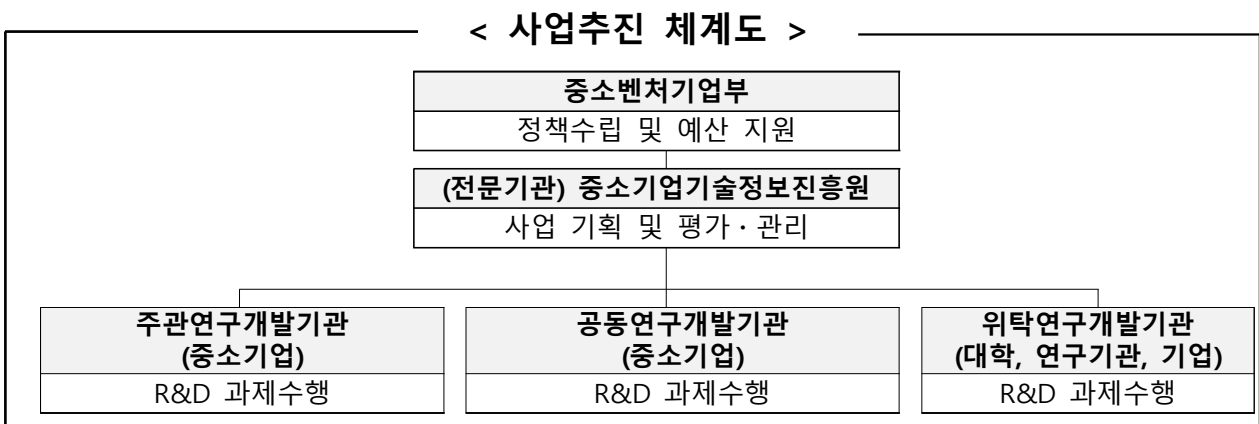 < 사업추진 체계도 >
중소벤처기업부
정책수립 및 예산 지원
(전문기관) 중소기업기술정보진흥원
사업 기획 및 평가·관리
주관연구개발기관
(중소기업)
R&D 과제수행
공동연구개발기관
(중소기업)
R&D 과제수행
위탁연구개발기관
(대학, 연구기관, 기업)
R&D 과제수행